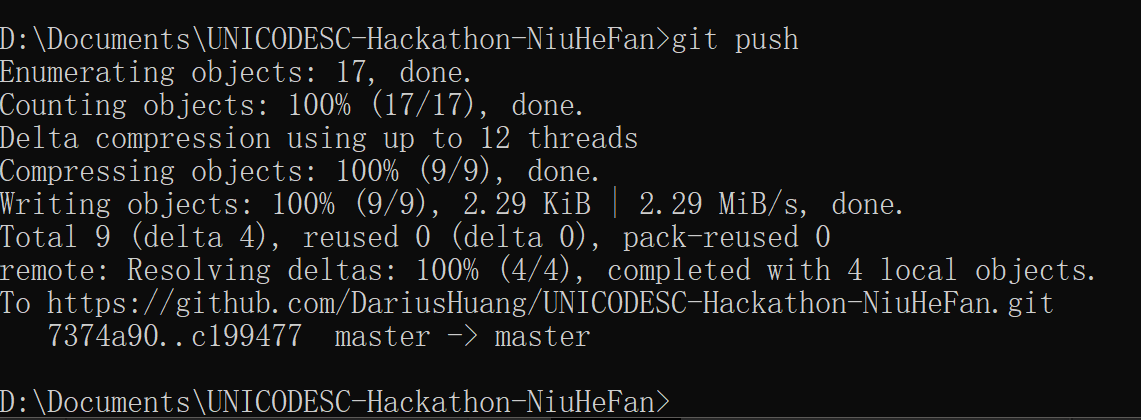 D:\Documents\UNICODESC-Hackathon-NiuHeFan>git push
Enumerating objects: 17, done.
Counting objects: 100% (17/17), done.
Delta compression using up to 12 threads
Compressing objects: 100% (9/9), done.
Writing objects: 100% (9/9), 2.29 KiB | 2.29 MiB/s, done.
Total 9 (delta 4), reused 0 (delta 0), pack-reused 0
remote: Resolving deltas: 100% (4/4), completed with 4 local objects.
To https://github.com/DariusHuang/UNICODESC-Hackathon-NiuHeFan.git
   7374a90..c199477  master -> master
D:\Documents\UNICODESC-Hackathon-NiuHeFan>